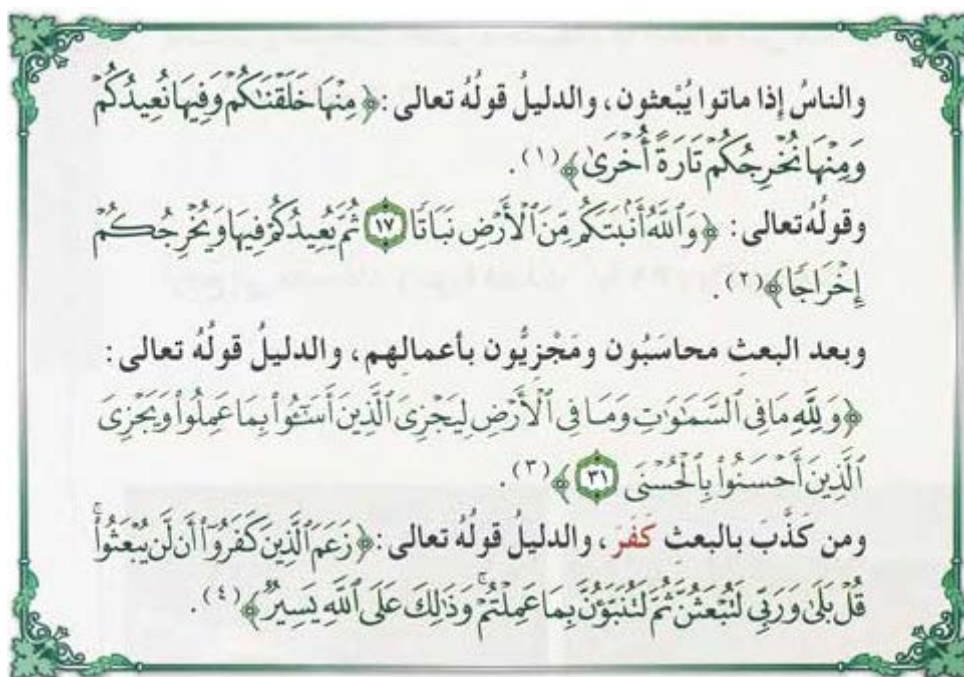 والناسُ إذا ماتوا يُبْعثون، والدليلُ قولُهُ تعالى: ﴿مِنْهَا خَلَقْنَٰكُمْ وَفِيهَا نُعِيدُكُمْ
وَمِنْهَا نُخْرِجُكُمْ تَارَةً أُخْرَىٰ﴾(١).
وقولُهُ تعالى: ﴿وَٱللَّهُ أَنۢبَتَكُم مِّنَ ٱلْأَرْضِ نَبَاتًا ١٧ ثُمَّ يُعِيدُكُمْ فِيهَا وَيُخْرِجُكُمْ
إِخْرَاجًا﴾(٢).
وبعد البعثِ محاسَبُون ومَجْزيُّون بأعمالِهم، والدليلُ قولُهُ تعالى:
﴿وَلِلَّهِ مَا فِى ٱلسَّمَٰوَٰتِ وَمَا فِى ٱلْأَرْضِ لِيَجْزِىَ ٱلَّذِينَ أَسَٰٓـُٔوا۟ بِمَا عَمِلُوا۟ وَيَجْزِىَ
ٱلَّذِينَ أَحْسَنُوا۟ بِٱلْحُسْنَى ٣١﴾(٣).
ومن كَذَّبَ بالبعثِ كَفَرَ، والدليلُ قولُهُ تعالى: ﴿زَعَمَ ٱلَّذِينَ كَفَرُوٓا۟ أَن لَّن يُبْعَثُوا۟ۚ
قُلْ بَلَىٰ وَرَبِّى لَتُبْعَثُنَّ ثُمَّ لَتُنَبَّؤُنَّ بِمَا عَمِلْتُمْۚ وَذَٰلِكَ عَلَى ٱللَّهِ يَسِيرٌ﴾(٤).